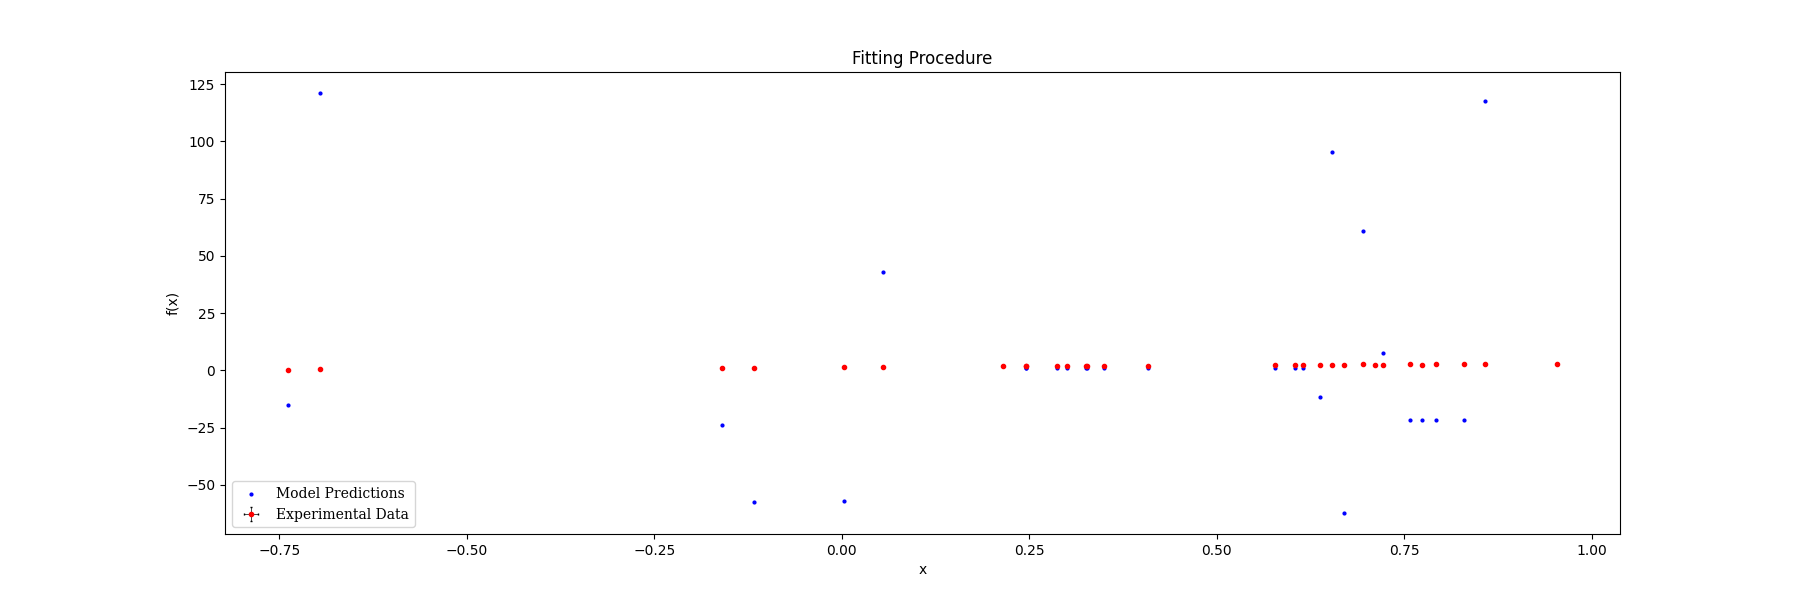 Fitting Procedure
125
100
75
50
25
0
−25
−50
f(x)
Model Predictions
Experimental Data
−0.75 −0.50 −0.25 0.00 0.25 0.50 0.75 1.00
x